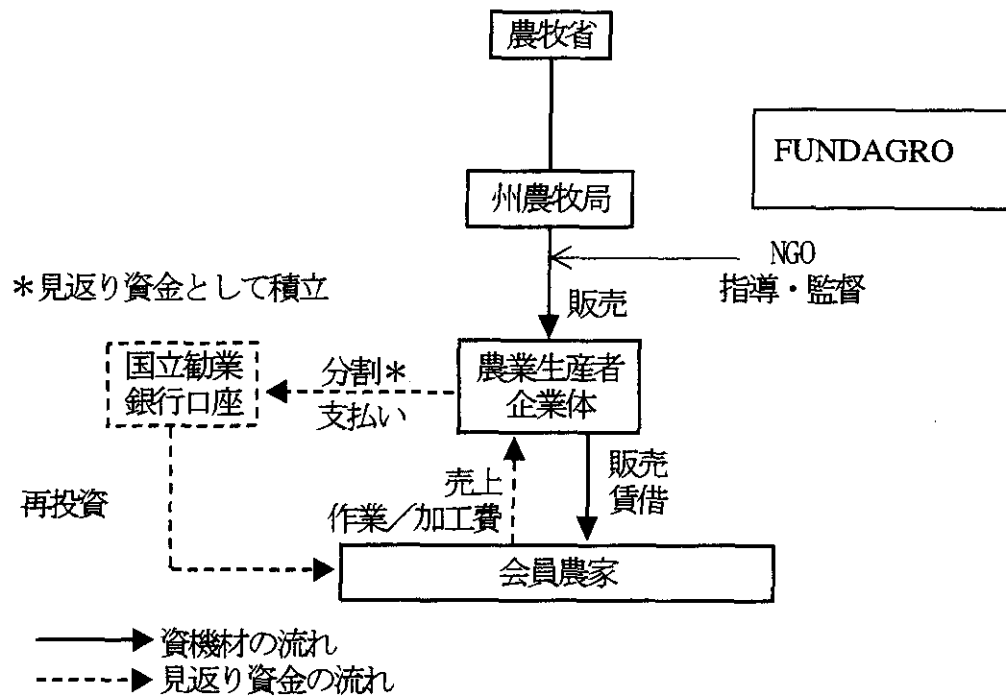 農牧省
FUNDAGRO
州農牧局
NGO
指導・監督
＊見返り資金として積立
販売
国立勧業
銀行口座
分割＊
支払い
農業生産者
企業体
売上
作業／加工費
販売
賃借
再投資
会員農家
資機材の流れ
見返り資金の流れ